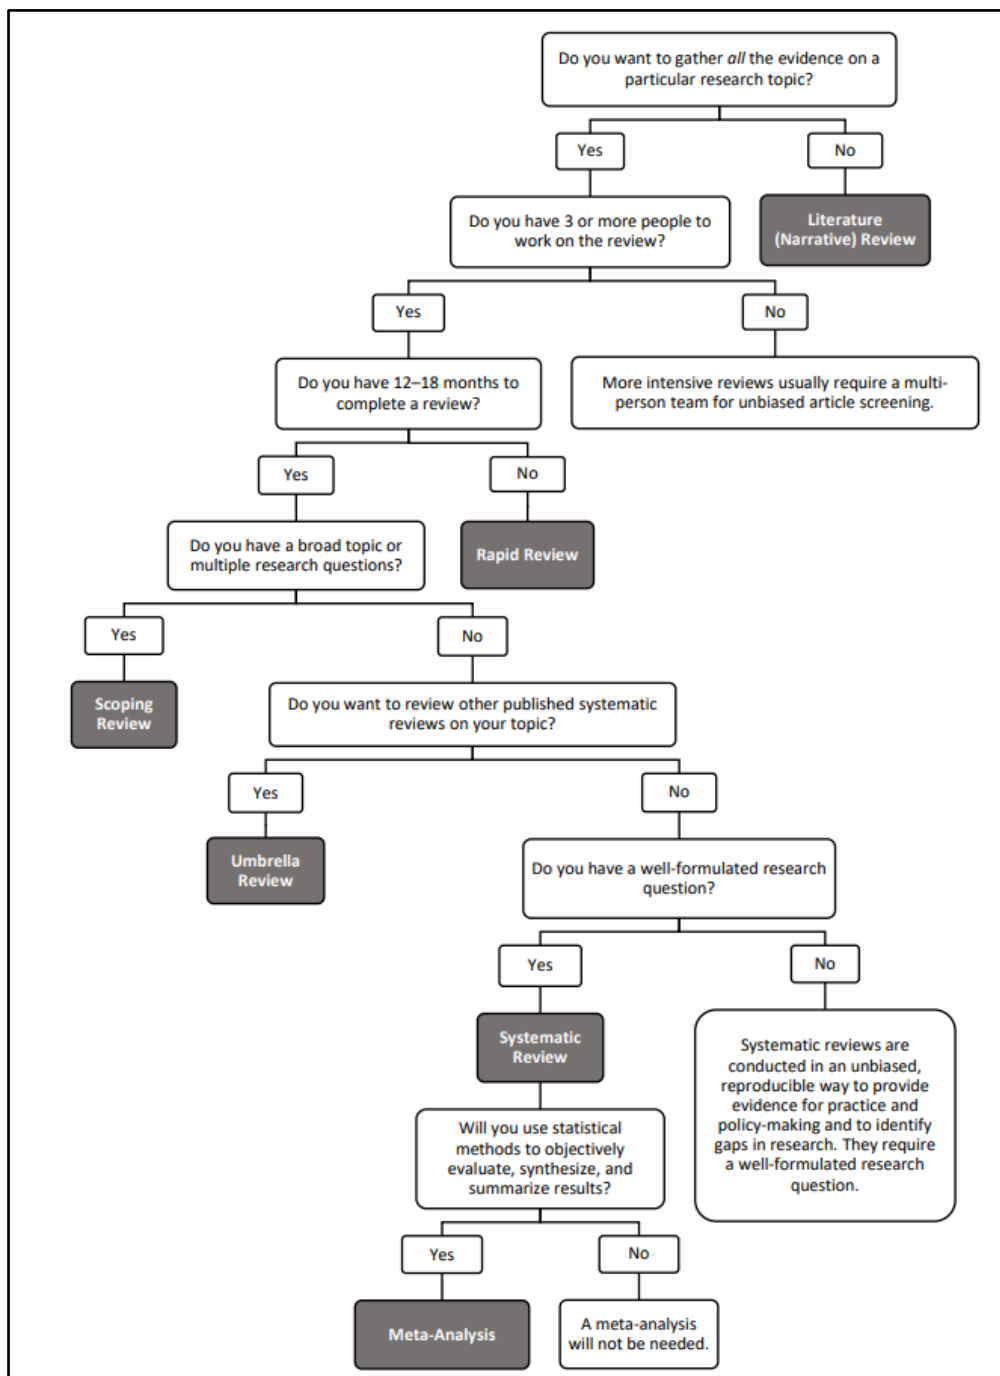 Do you want to gather all the evidence on a
particular research topic?
Yes
No
Do you have 3 or more people to
work on the review?
Literature
(Narrative) Review
Yes
No
Do you have 12–18 months to
complete a review?
More intensive reviews usually require a multi-
person team for unbiased article screening.
Yes
No
Do you have a broad topic or
multiple research questions?
Rapid Review
Yes
No
Scoping
Review
Do you want to review other published systematic
reviews on your topic?
Yes
No
Umbrella
Review
Do you have a well-formulated research
question?
Yes
No
Systematic
Review
Systematic reviews are
conducted in an unbiased,
reproducible way to provide
evidence for practice and
policy-making and to identify
gaps in research. They require
a well-formulated research
question.
Will you use statistical
methods to objectively
evaluate, synthesize, and
summarize results?
Yes
No
Meta-Analysis
A meta-analysis
will not be needed.